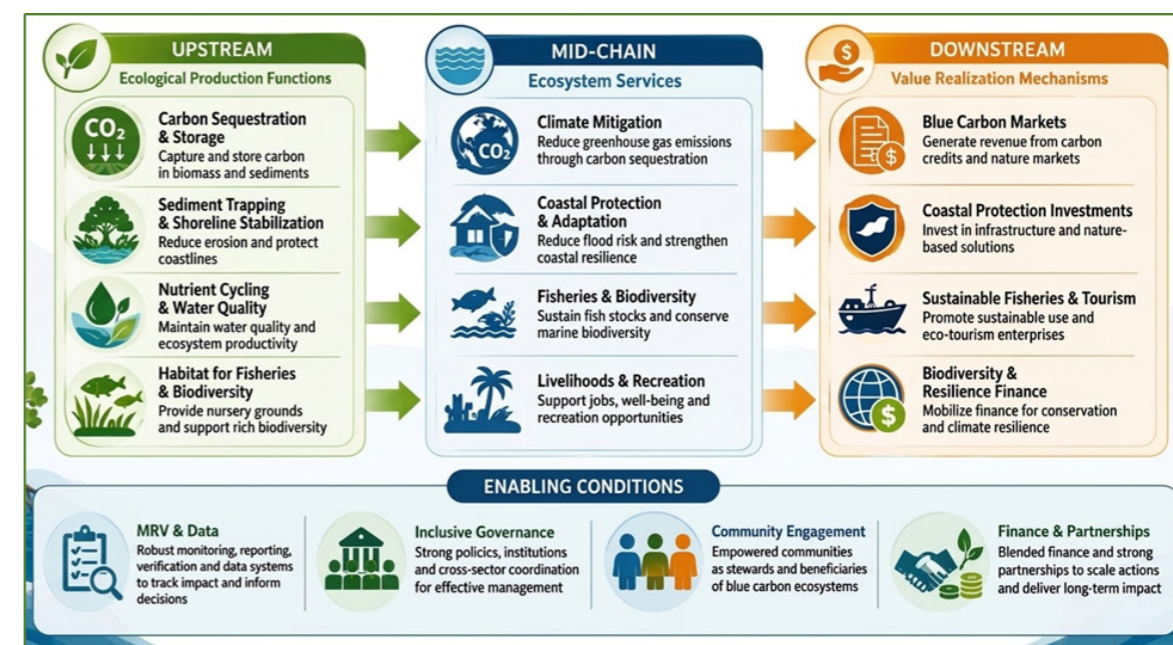 UPSTREAM
Ecological Production Functions
CO₂
Carbon Sequestration
& Storage
Capture and store carbon
in biomass and sediments
Sediment Trapping
& Shoreline Stabilization
Reduce erosion and protect
coastlines
Nutrient Cycling
& Water Quality
Maintain water quality and
ecosystem productivity
Habitat for Fisheries
& Biodiversity
Provide nursery grounds
and support rich biodiversity
MID-CHAIN
Ecosystem Services
CO₂
Climate Mitigation
Reduce greenhouse gas emissions
through carbon sequestration
Coastal Protection
& Adaptation
Reduce flood risk and strengthen
coastal resilience
Fisheries & Biodiversity
Sustain fish stocks and conserve
marine biodiversity
Livelihoods & Recreation
Support jobs, well-being and
recreation opportunities
$
DOWNSTREAM
Value Realization Mechanisms
$
Blue Carbon Markets
Generate revenue from carbon
credits and nature markets
Coastal Protection Investments
Invest in infrastructure and nature-
based solutions
Sustainable Fisheries & Tourism
Promote sustainable use and
eco-tourism enterprises
$
Biodiversity &
Resilience Finance
Mobilize finance for conservation
and climate resilience
ENABLING CONDITIONS
MRV & Data
Robust monitoring, reporting,
verification and data systems
to track impact and inform
decisions
Inclusive Governance
Strong policics, institutions
and cross-sector coordination
for effective management
Community Engagement
Empowered communities
as stewards and beneficiaries
of blue carbon ecosystems
Finance & Partnerships
Blended finance and strong
partnerships to scale actions
and deliver long-term impact